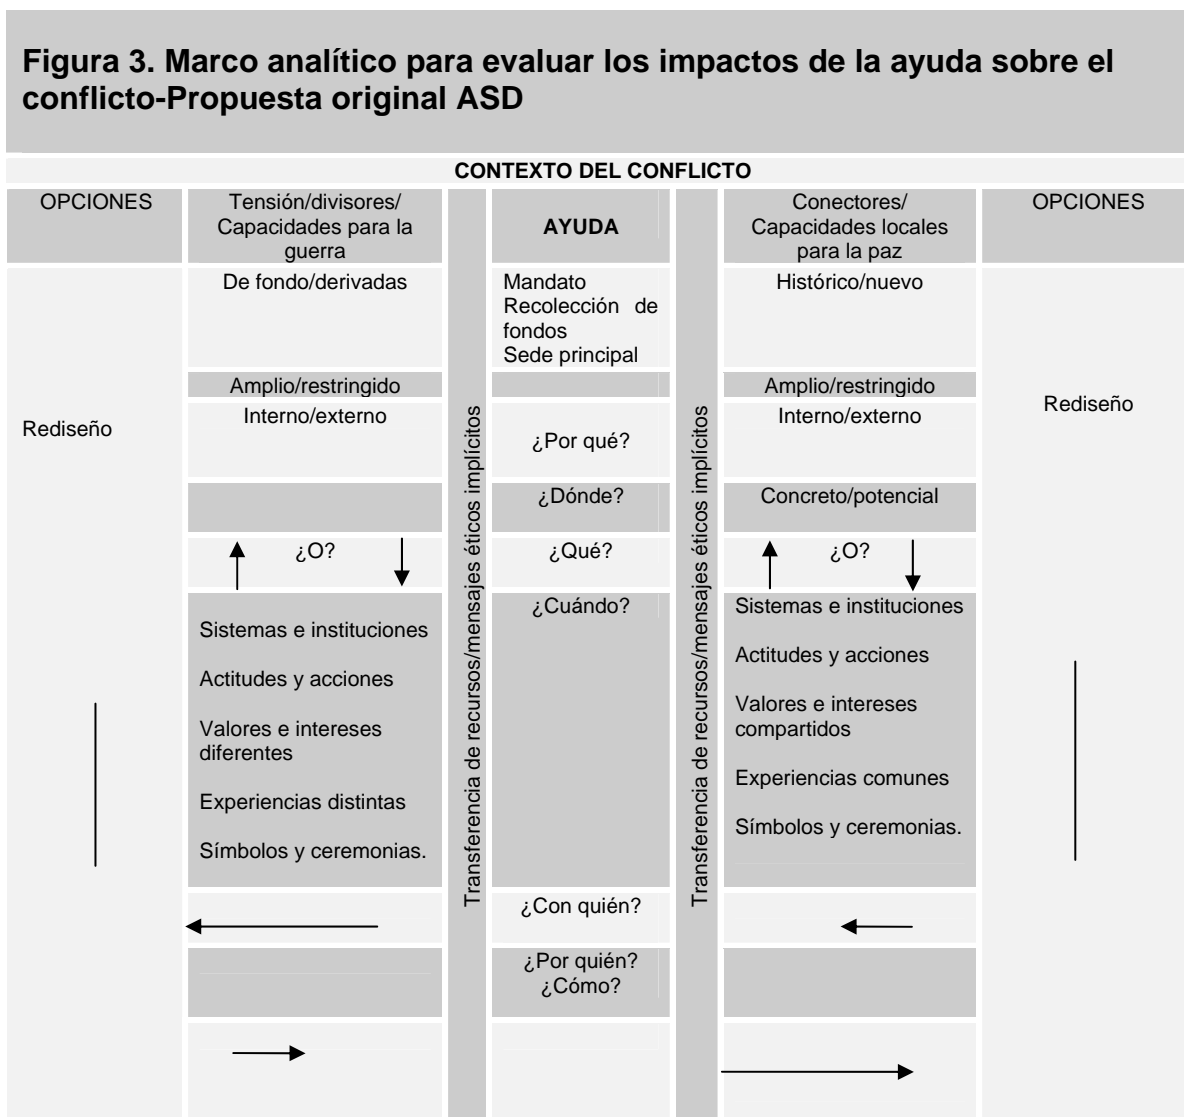 Figura 3. Marco analítico para evaluar los impactos de la ayuda sobre el
conflicto-Propuesta original ASD
CONTEXTO DEL CONFLICTO
OPCIONES
Tensión/divisores/
Capacidades para la
guerra
AYUDA
Conectores/
Capacidades locales
para la paz
OPCIONES
Rediseño
De fondo/derivadas
Amplio/restringido
Interno/externo
¿O?
Sistemas e instituciones
Actitudes y acciones
Valores e intereses
diferentes
Experiencias distintas
Símbolos y ceremonias.
Transferencia de recursos/mensajes éticos implícitos
Mandato
Recolección de
fondos
Sede principal
¿Por qué?
¿Dónde?
¿Qué?
¿Cuándo?
¿Con quién?
¿Por quién?
¿Cómo?
Transferencia de recursos/mensajes éticos implícitos
Histórico/nuevo
Amplio/restringido
Interno/externo
Concreto/potencial
¿O?
Sistemas e instituciones
Actitudes y acciones
Valores e intereses
compartidos
Experiencias comunes
Símbolos y ceremonias.
Rediseño